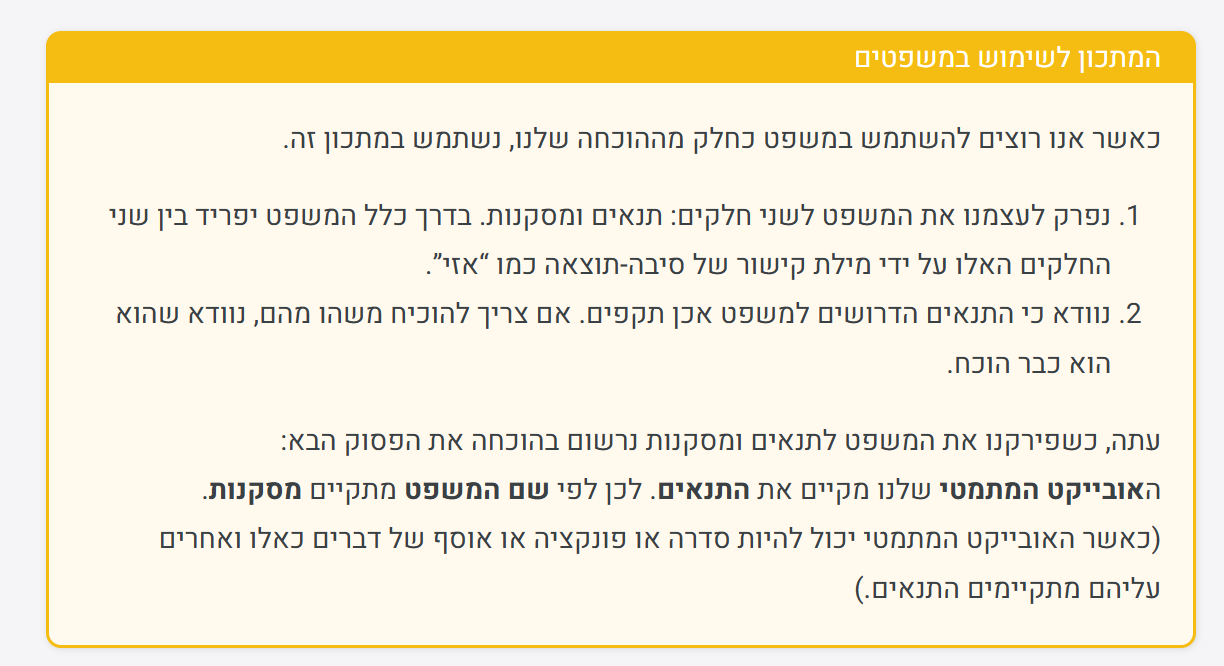 המתכון לשימוש במשפטים
כאשר אנו רוצים להשתמש במשפט כחלק מההוכחה שלנו, נשתמש במתכון זה.
1. נפרק לעצמנו את המשפט לשני חלקים: תנאים ומסקנות. בדרך כלל המשפט יפריד בין שני
החלקים האלו על ידי מילת קישור של סיבה-תוצאה כמו “אזי”.
2. נוודא כי התנאים הדרושים למשפט אכן תקפים. אם צריך להוכיח משהו מהם, נוודא שהוא
הוא כבר הוכח.
עתה, כשפירקנו את המשפט לתנאים ומסקנות נרשום בהוכחה את הפסוק הבא:
האובייקט המתמטי שלנו מקיים את התנאים. לכן לפי שם המשפט מתקיים מסקנות.
(כאשר האובייקט המתמטי יכול להיות סדרה או פונקציה או אוסף של דברים כאלו ואחרים
עליהם מתקיימים התנאים.)